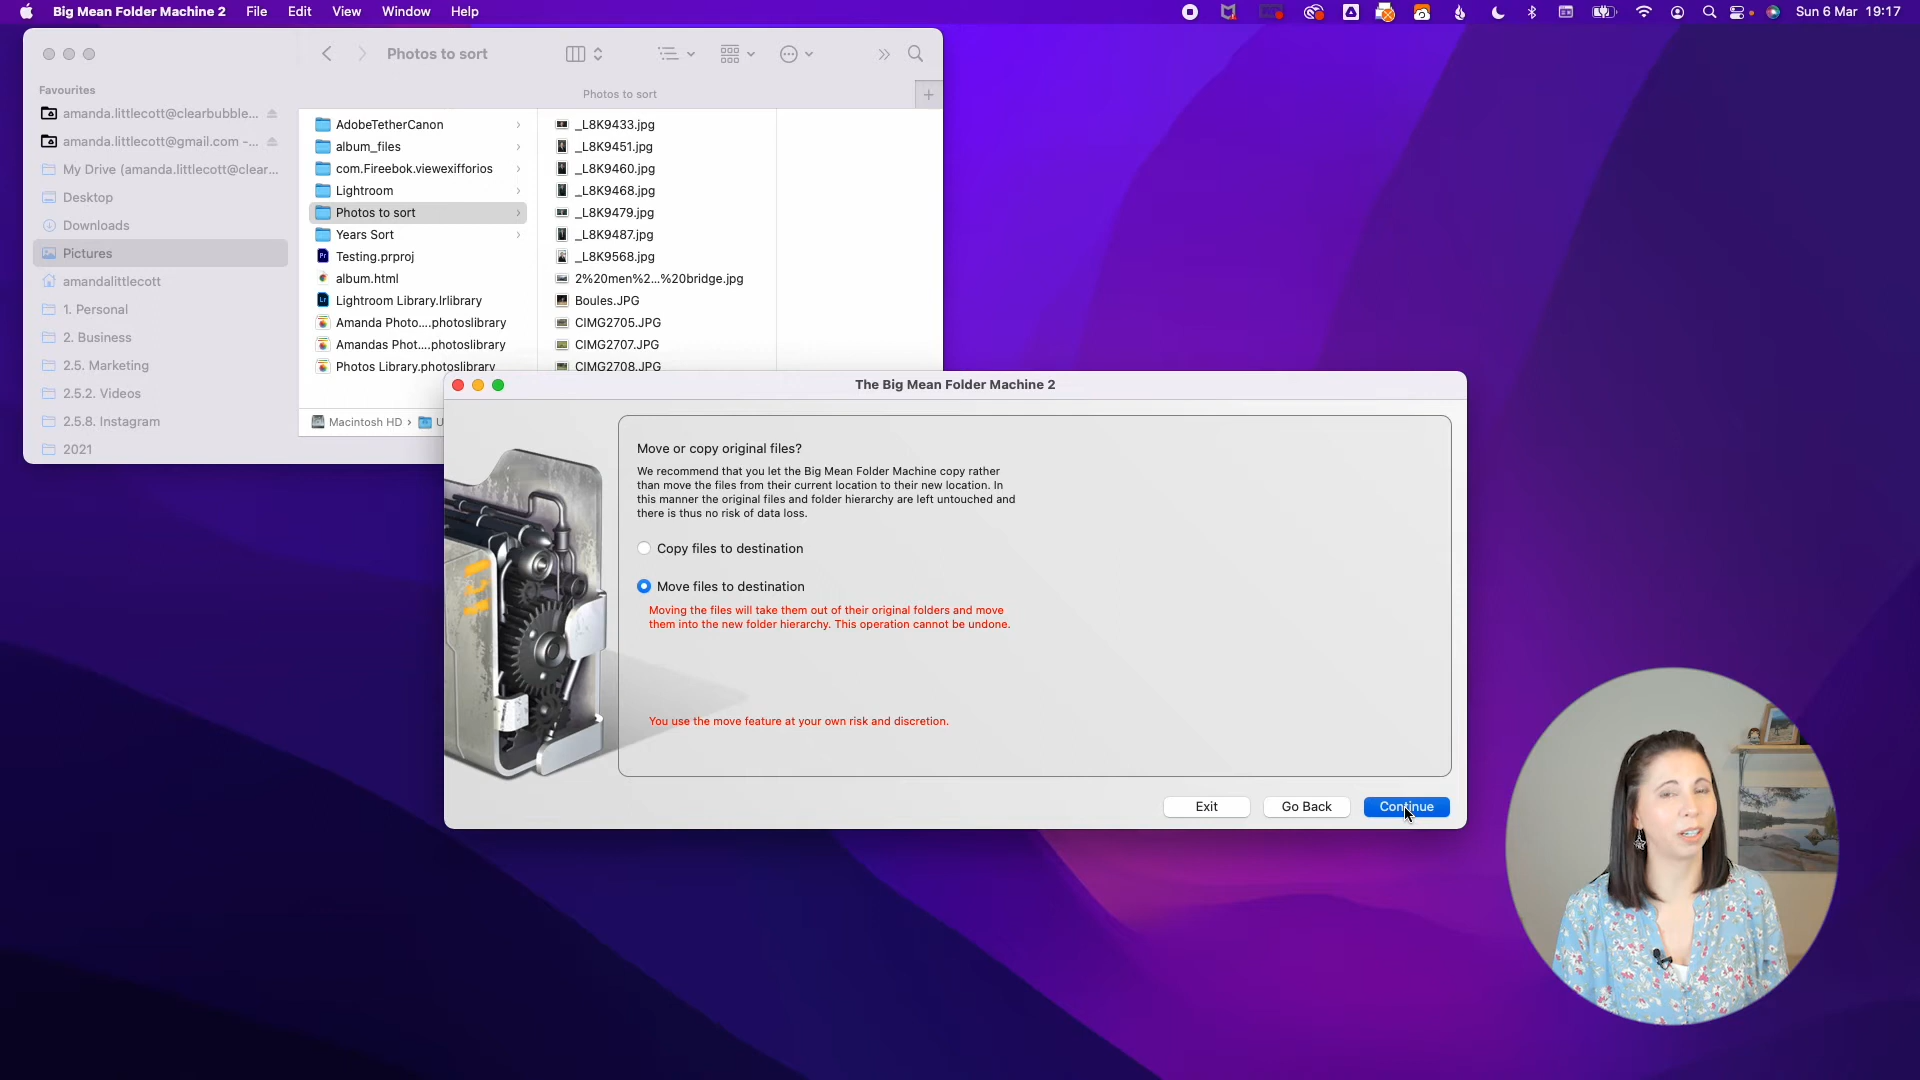 Big Mean Folder Machine 2 File Edit View Window Help
Sun 6 Mar 19:17
Photos to sort
Favourites
Photos to sort
amanda.littlecott@clearbubble...
amanda.littlecott@gmail.com -...
My Drive (amanda.littlecott@clear...
Desktop
Downloads
Pictures
amandalittlecott
1. Personal
2. Business
2.5. Marketing
2.5.2. Videos
2.5.8. Instagram
2021
AdobeTetherCanon
album_files
com.Fireebok.viewexifforios
Lightroom
Photos to sort
Years Sort
Testing.prproj
album.html
Lightroom Library.lrlibrary
Amanda Photo....photoslibrary
Amandas Phot....photoslibrary
Photos Library.photoslibrary
_L8K9433.jpg
_L8K9451.jpg
_L8K9460.jpg
_L8K9468.jpg
_L8K9479.jpg
_L8K9487.jpg
_L8K9568.jpg
2%20men%2...%20bridge.jpg
Boules.JPG
CIMG2705.JPG
CIMG2707.JPG
CIMG2708.JPG
Macintosh HD › U
The Big Mean Folder Machine 2
Move or copy original files?
We recommend that you let the Big Mean Folder Machine copy rather
than move the files from their current location to their new location. In
this manner the original files and folder hierarchy are left untouched and
there is thus no risk of data loss.
Copy files to destination
Move files to destination
Moving the files will take them out of their original folders and move
them into the new folder hierarchy. This operation cannot be undone.
You use the move feature at your own risk and discretion.
Exit
Go Back
Continue